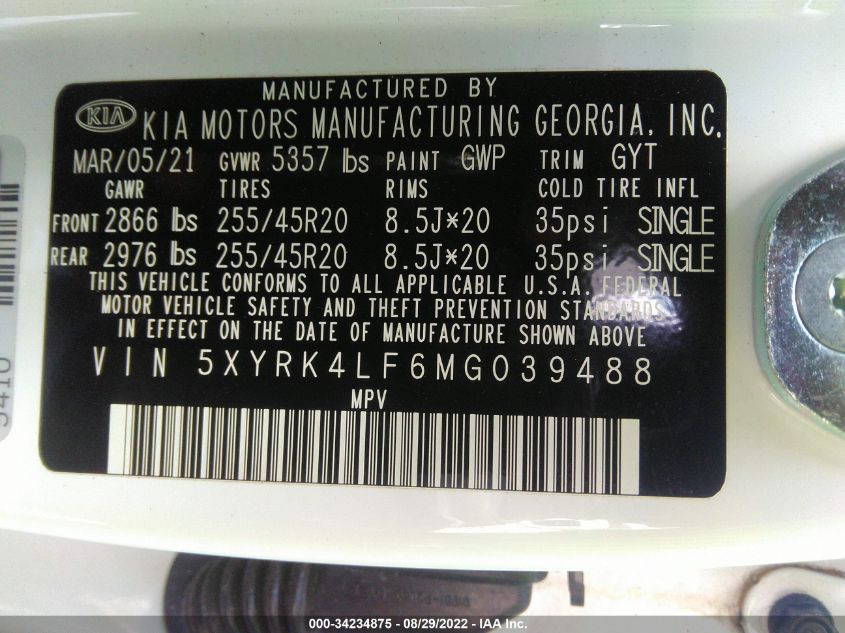 MANUFACTURED BY
KIA KIA MOTORS MANUFACTURING GEORGIA, INC.
MAR/05/21 GVWR 5357 lbs PAINT GWP TRIM GYT
GAWR TIRES RIMS COLD TIRE INFL
FRONT 2866 lbs 255/45R20 8.5J*20 35psi SINGLE
REAR 2976 lbs 255/45R20 8.5J*20 35psi SINGLE
THIS VEHICLE CONFORMS TO ALL APPLICABLE U.S.A. FEDERAL
MOTOR VEHICLE SAFETY AND THEFT PREVENTION STANDARDS
IN EFFECT ON THE DATE OF MANUFACTURE SHOWN ABOVE
VIN 5XYRK4LF6MG039488
MPV
000-34234875 - 08/29/2022 - IAA Inc.